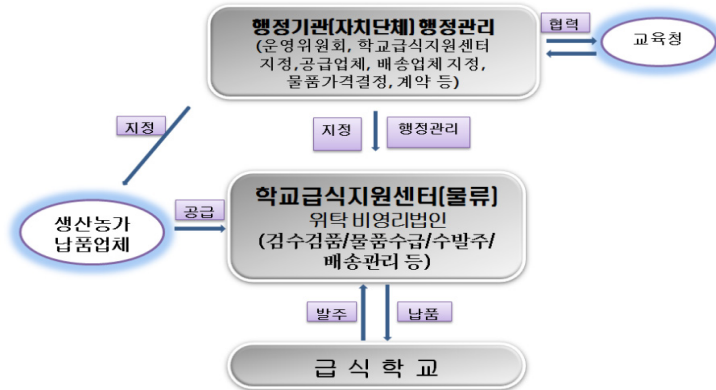 행정기관(자치단체) 행정관리
(운영위원회, 학교급식지원센터
지정,공급업체, 배송업체 지정,
물품가격결정, 계약 등)
협력
교육청
지정
지정
행정관리
생산농가
납품업체
공급
학교급식지원센터(물류)
위탁 비영리법인
(검수검품/물품수급/수발주/
배송관리 등)
발주
납품
급 식 학 교